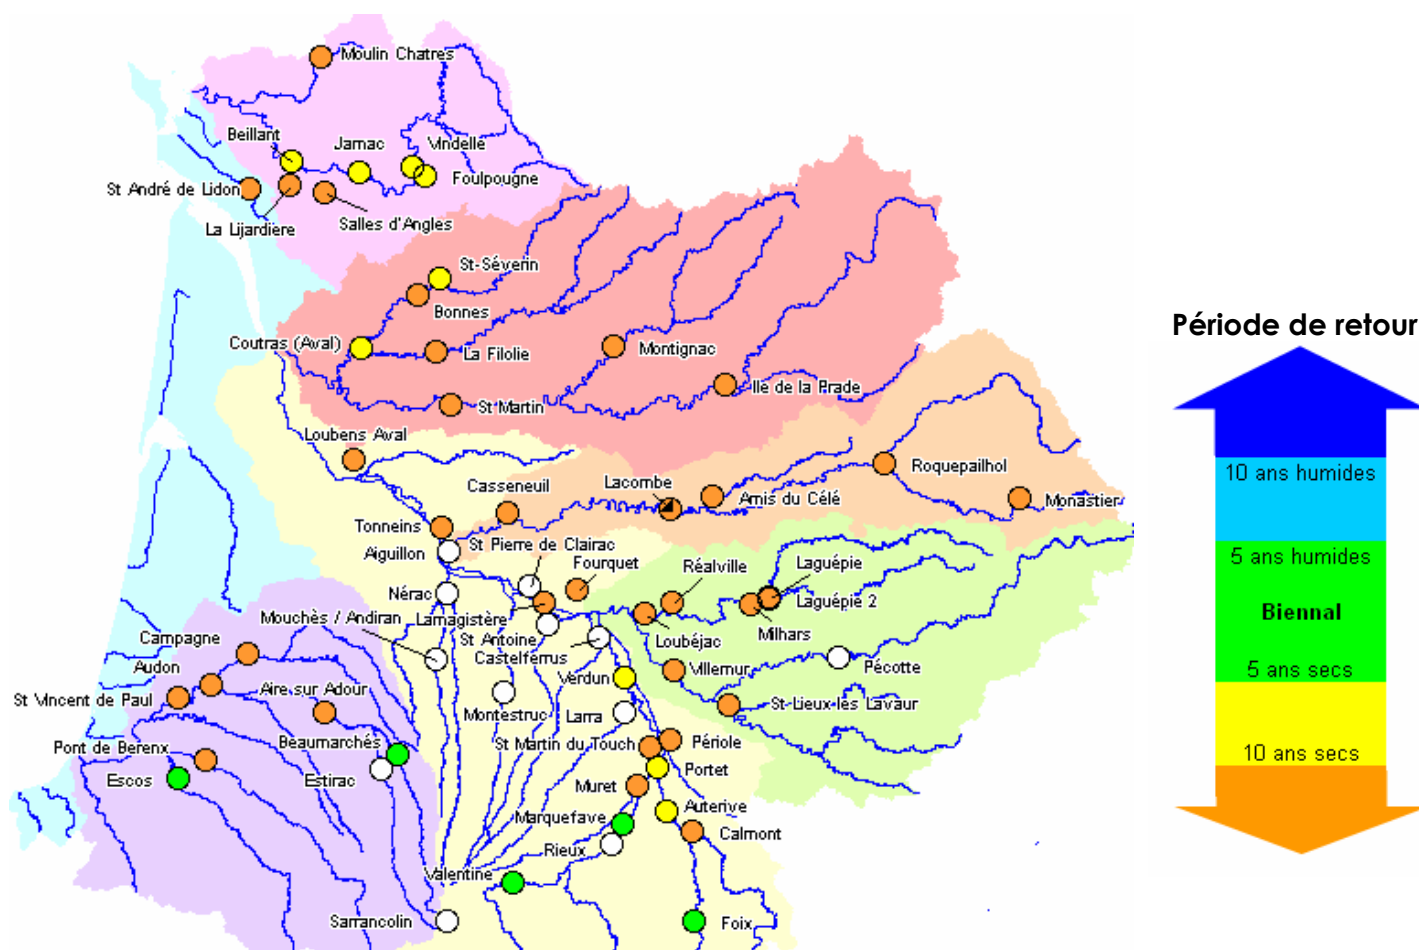 Moulin Chatres
Beillant
Jarnac
Vindelle
Foulpougne
St André de Lidon
La Lijardière
Salles d'Angles
St-Séverin
Bonnes
Coutras (Aval)
La Filolie
Montignac
Ile de la Prade
St Martin
Loubens Aval
Roquepailhol
Casseneuil
Lacombe
Amis du Célé
Monastier
Tonneins
Aiguillon
St Pierre de Clairac
Fourquet
Réalville
Laguépie
Nérac
Laguépie 2
Mouchès / Andiran
Lamagistère
Milhars
St Antoine
Loubéjac
Castelferrus
Campagne
Audon
Pécotte
Villemur
Verdun
St Vincent de Paul
Aire sur Adour
Montestruc
Larra
St Lieux lès Lavaur
Pont de Berenx
Beaumarchés
St Martin du Touch
Périole
Escos
Estirac
Portet
Muret
Auterive
Marquefave
Calmont
Rieux
Valentine
Sarrancolin
Foix
Période de retour
10 ans humides
5 ans humides
Biennal
5 ans secs
10 ans secs